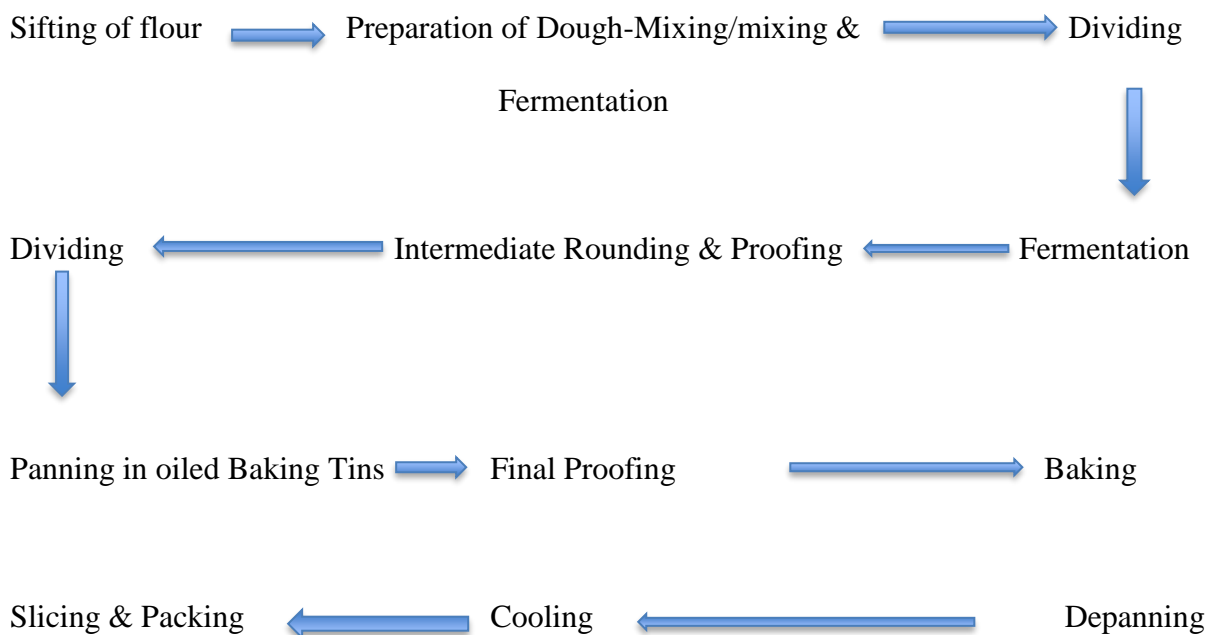 Sifting of flour Preparation of Dough-Mixing/mixing & Dividing
Fermentation
Dividing Intermediate Rounding & Proofing Fermentation
Panning in oiled Baking Tins Final Proofing Baking
Slicing & Packing Cooling Depanning